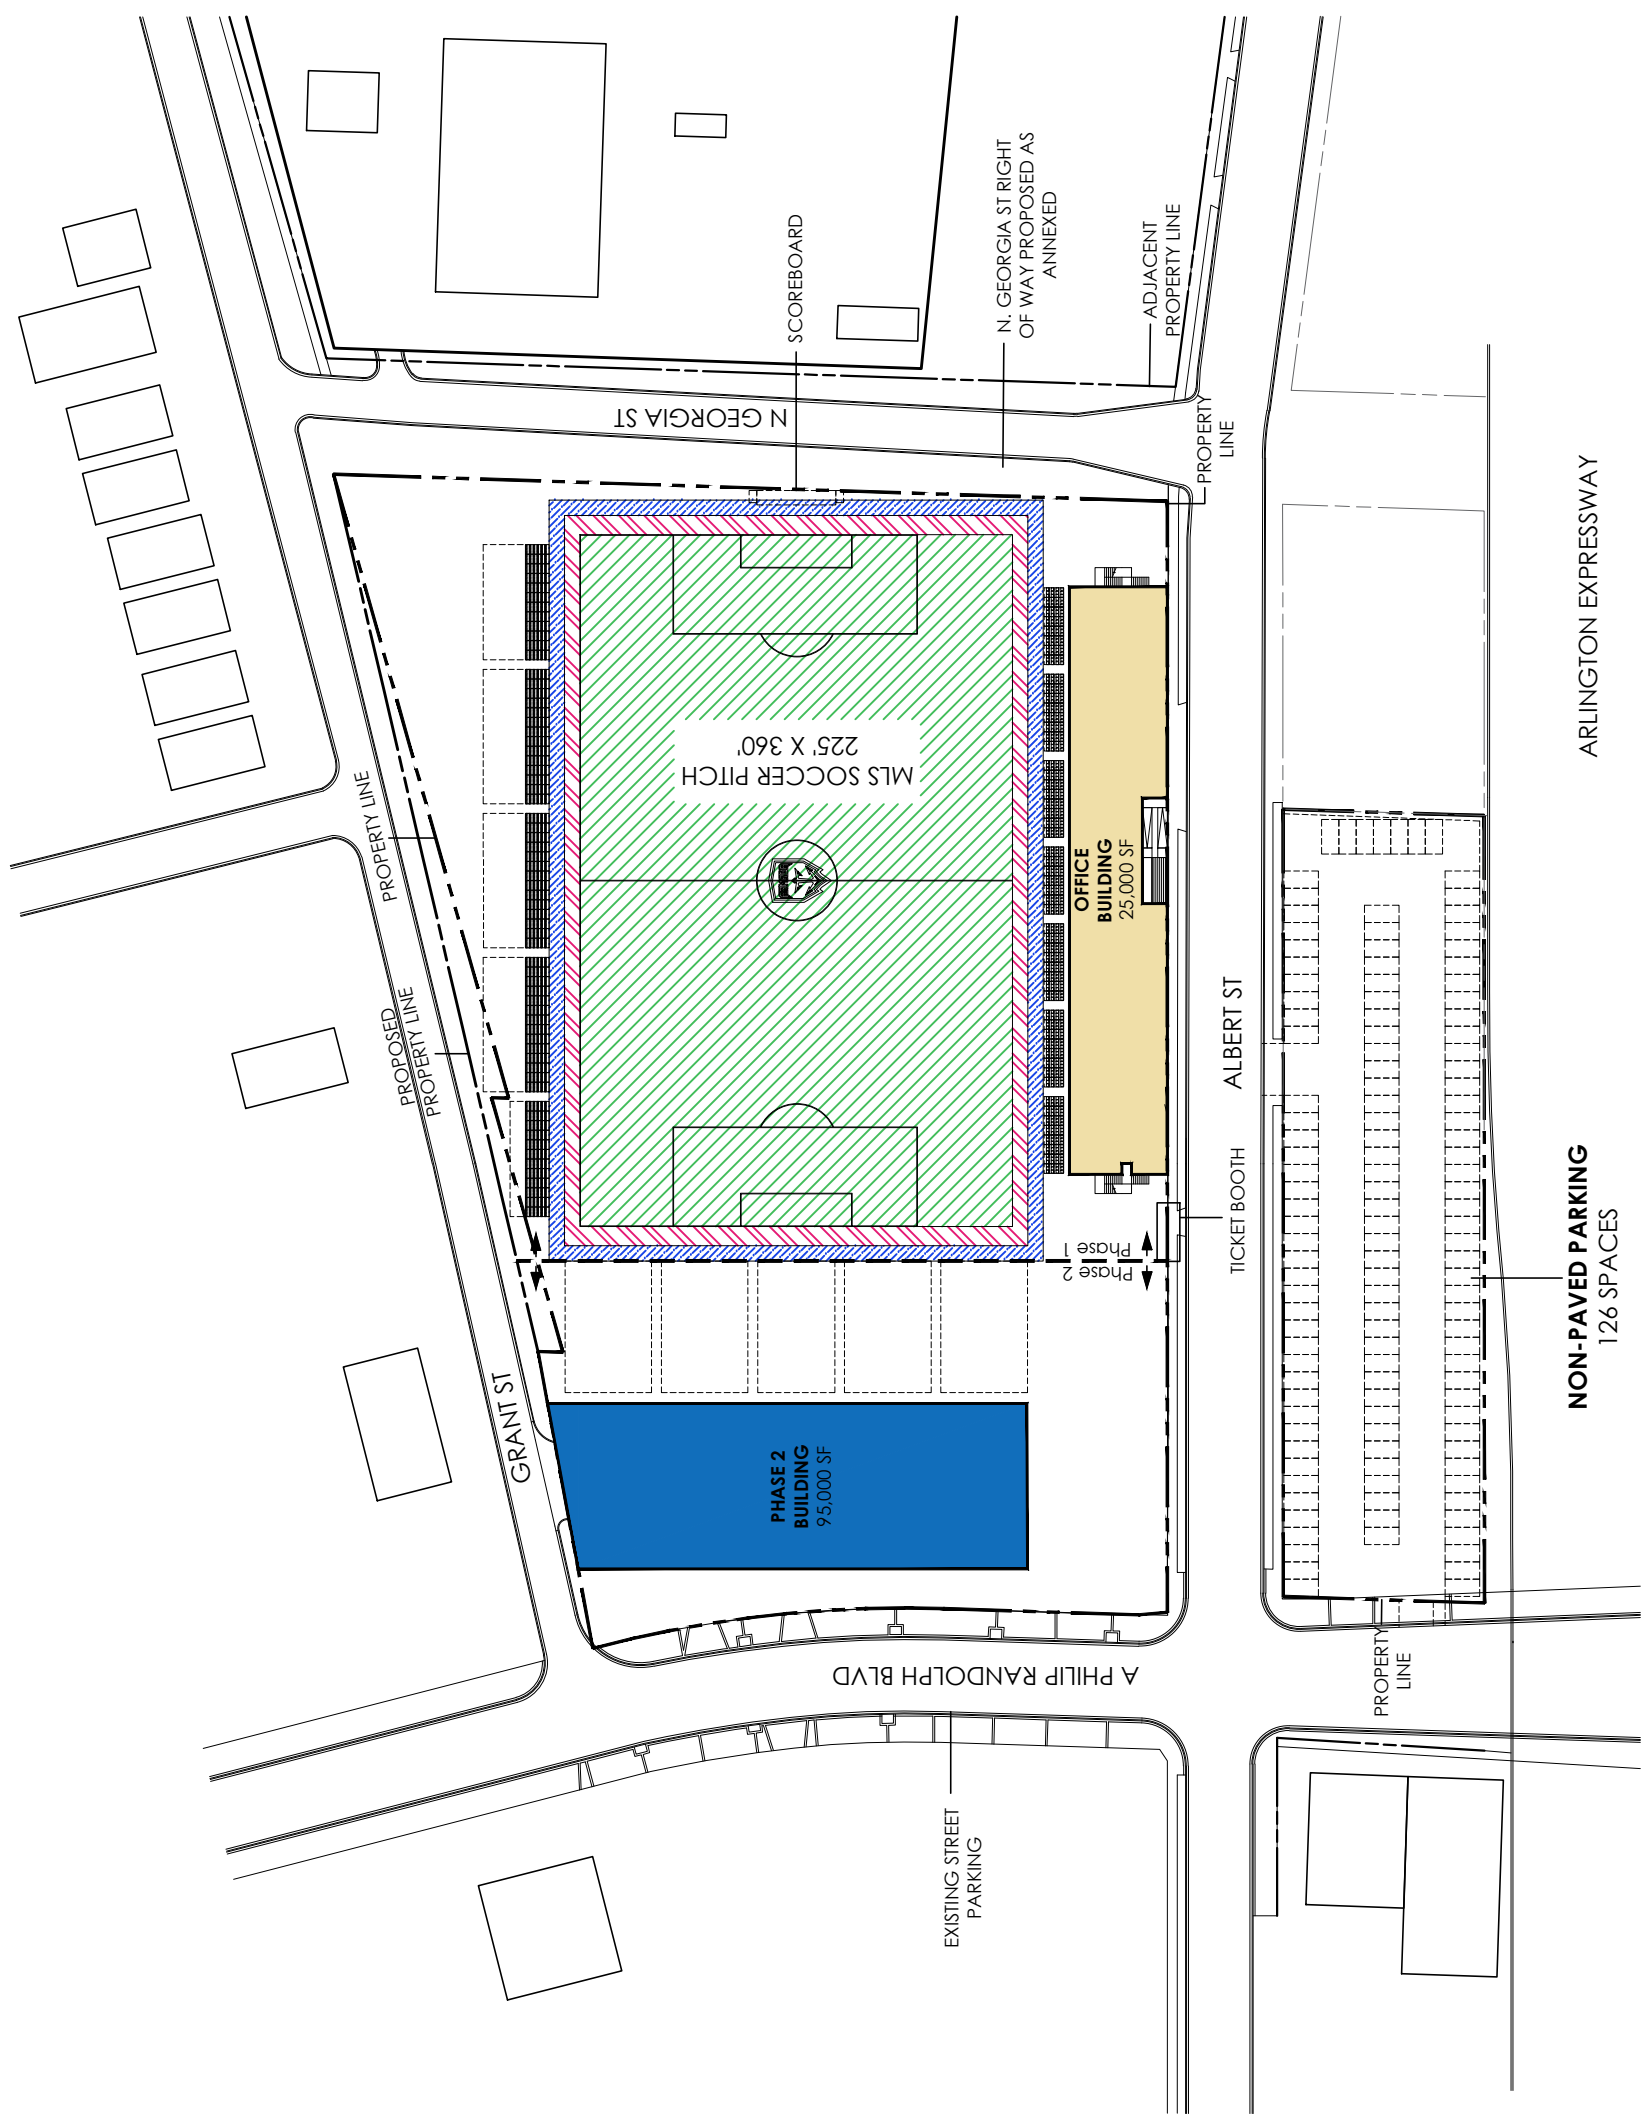 GRANT ST
PROPOSED
PROPERTY LINE
PROPERTY LINE
N GEORGIA ST
SCOREBOARD
N. GEORGIA ST RIGHT
OF WAY PROPOSED AS
ANNEXED
ADJACENT
PROPERTY LINE
PROPERTY
LINE
MLS SOCCER PITCH
225' X 360'
OFFICE
BUILDING
25,000 SF
PHASE 2
BUILDING
95,000 SF
Phase 1
Phase 2
TICKET BOOTH
ALBERT ST
A PHILIP RANDOLPH BLVD
EXISTING STREET
PARKING
PROPERTY
LINE
NON-PAVED PARKING
126 SPACES
ARLINGTON EXPRESSWAY